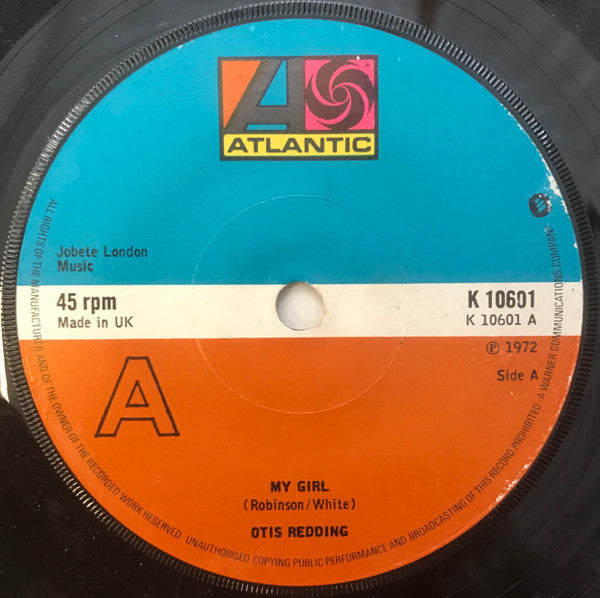 ATLANTIC
Jobete London
Music
45 rpm
Made in UK
K 10601
K 10601 A
℗ 1972
Side A
A
MY GIRL
(Robinson/White)
OTIS REDDING
ALL RIGHTS OF THE MANUFACTURER AND OF THE OWNER OF THE RECORDED WORK RESERVED. UNAUTHORISED COPYING PUBLIC PERFORMANCE AND BROADCASTING OF THIS RECORD PROHIBITED. A WARNER COMMUNICATIONS COMPANY